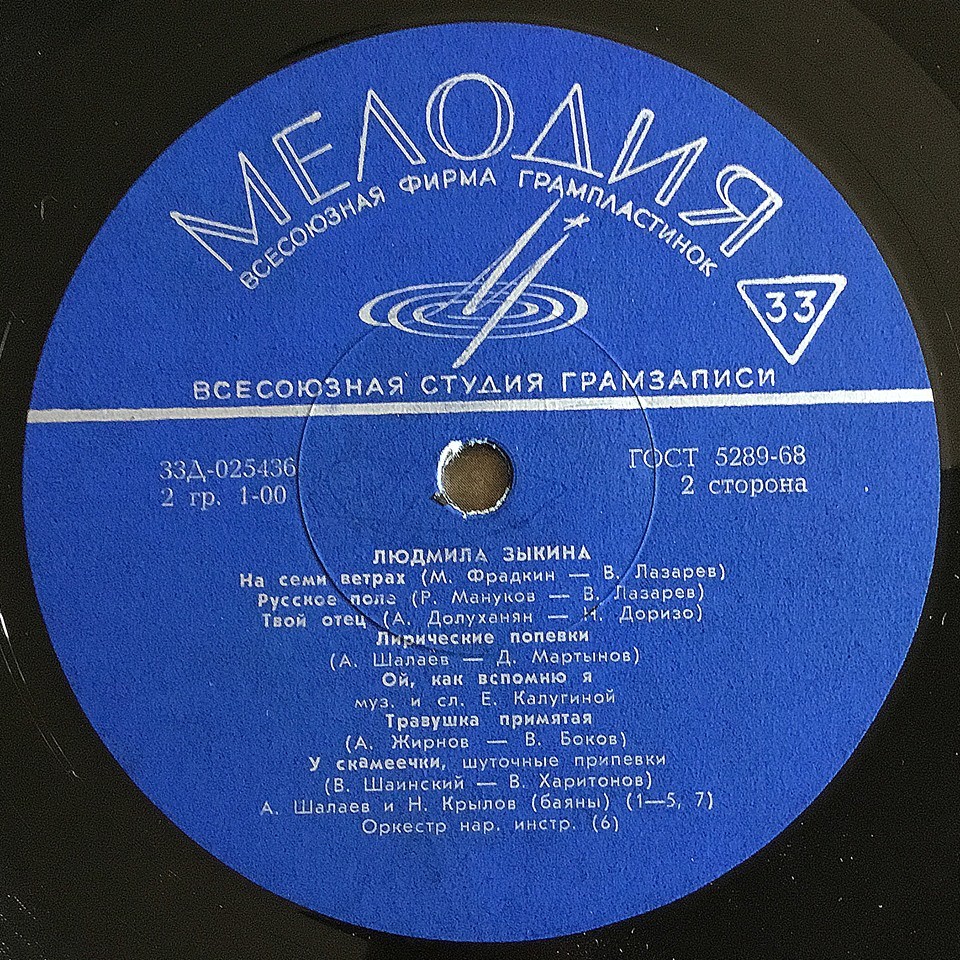 МЕЛОДИЯ
ВСЕСОЮЗНАЯ ФИРМА ГРАМПЛАСТИНОК
33
ВСЕСОЮЗНАЯ СТУДИЯ ГРАМЗАПИСИ
33Д-025436
2 гр. 1-00
ГОСТ 5289-68
2 сторона
ЛЮДМИЛА ЗЫКИНА
На семи ветрах (М. Фрадкин — В. Лазарев)
Русское поле (Р. Мануков — В. Лазарев)
Твой отец (А. Долуханян — Н. Доризо)
Лирические попевки
(А. Шалаев — Д. Мартынов)
Ой, как вспомню я
муз. и сл. Е. Калугиной
Травушка примятая
(А. Жирнов — В. Боков)
У скамеечки, шуточные припевки
(В. Шаинский — В. Харитонов)
А. Шалаев и Н. Крылов (баяны) (1—5, 7)
Оркестр нар. инстр. (6)